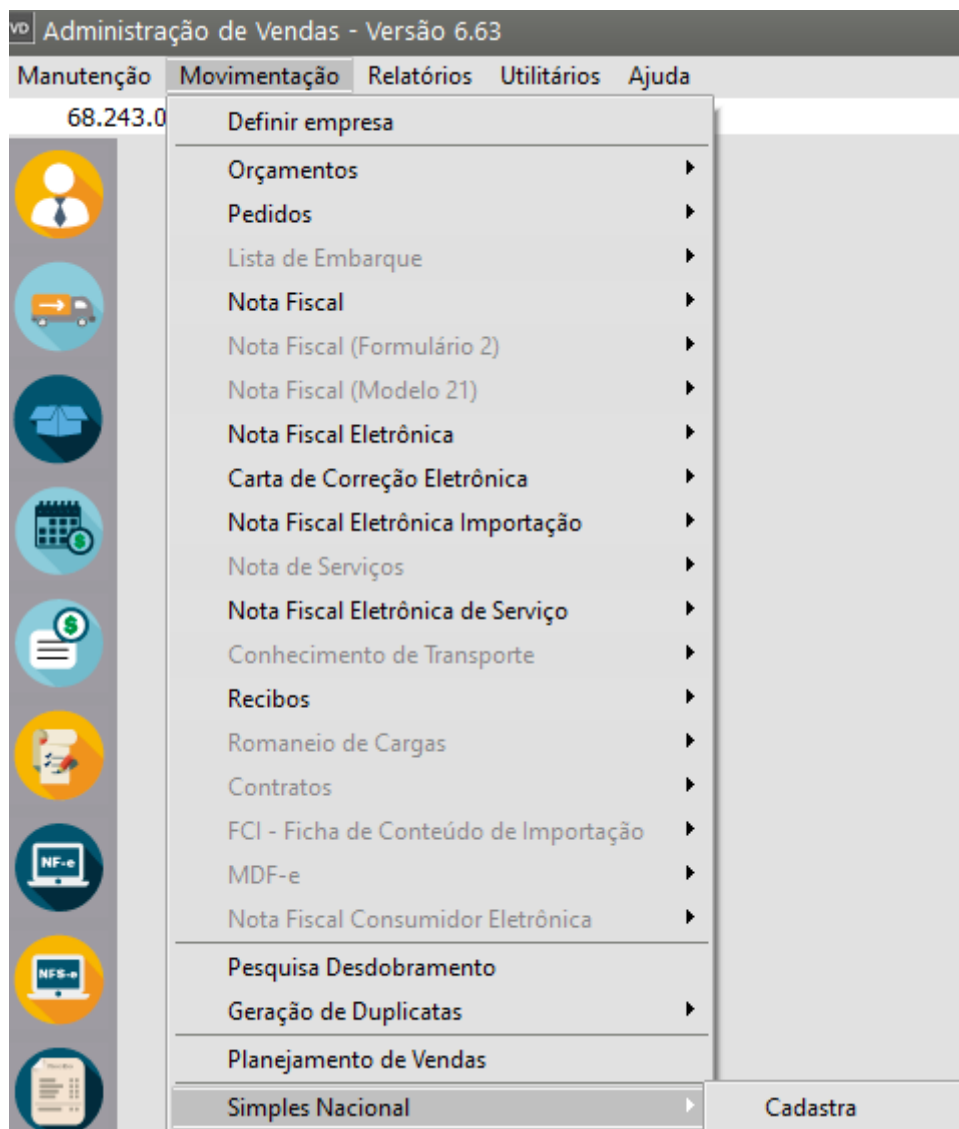 VD Administração de Vendas - Versão 6.63
Manutenção Movimentação Relatórios Utilitários Ajuda
68.243.0
Definir empresa
Orçamentos
Pedidos
Lista de Embarque
Nota Fiscal
Nota Fiscal (Formulário 2)
Nota Fiscal (Modelo 21)
Nota Fiscal Eletrônica
Carta de Correção Eletrônica
Nota Fiscal Eletrônica Importação
Nota de Serviços
Nota Fiscal Eletrônica de Serviço
Conhecimento de Transporte
Recibos
Romaneio de Cargas
Contratos
FCI - Ficha de Conteúdo de Importação
NF-e
MDF-e
Nota Fiscal Consumidor Eletrônica
NFS-e
Pesquisa Desdobramento
Geração de Duplicatas
Planejamento de Vendas
Simples Nacional Cadastra